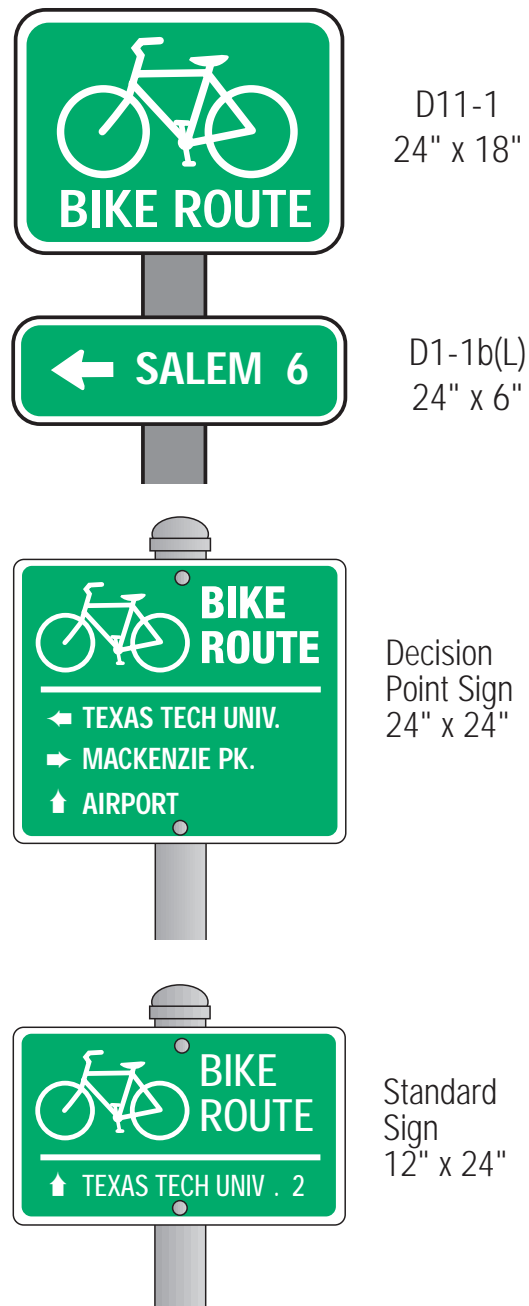 BIKE ROUTE
D11-1
24" x 18"
SALEM 6
D1-1b(L)
24" x 6"
BIKE
ROUTE
TEXAS TECH UNIV.
MACKENZIE PK.
AIRPORT
Decision
Point Sign
24" x 24"
BIKE
ROUTE
TEXAS TECH UNIV . 2
Standard
Sign
12" x 24"